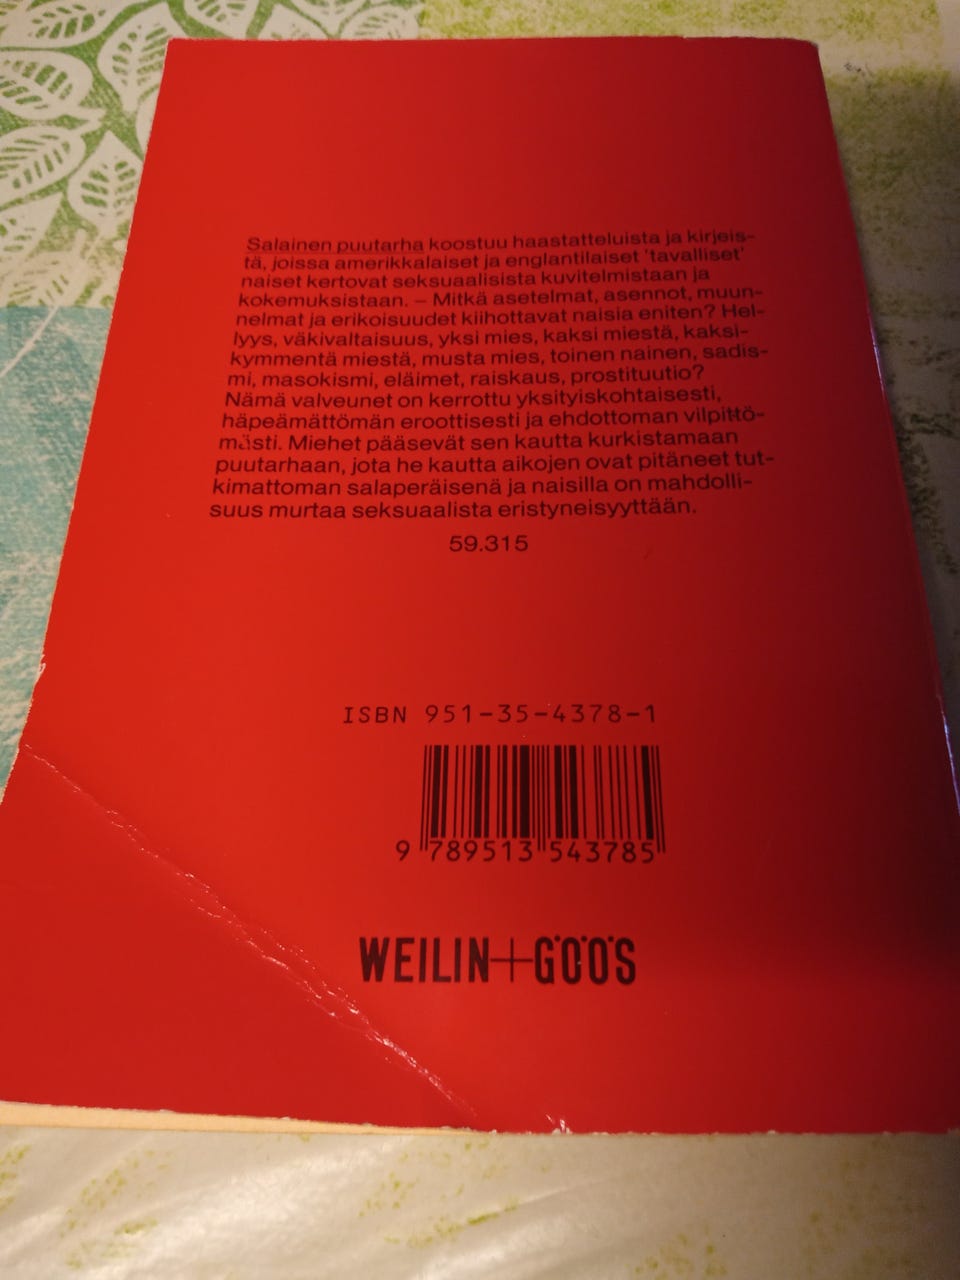 Salainen puutarha koostuu haastatteluista ja kirjeis-
tä, joissa amerikkalaiset ja englantilaiset 'tavalliset'
naiset kertovat seksuaalisista kuvitelmistaan ja
kokemuksistaan. – Mitkä asetelmat, asennot, muun-
nelmat ja erikoisuudet kiihottavat naisia eniten? Hel-
lyys, väkivaltaisuus, yksi mies, kaksi miestä, kaksi-
kymmentä miestä, musta mies, toinen nainen, sadis-
mi, masokismi, eläimet, raiskaus, prostituutio?
Nämä valveunet on kerrottu yksityiskohtaisesti,
häpeämättömän eroottisesti ja ehdottoman vilpittö-
mästi. Miehet pääsevät sen kautta kurkistamaan
puutarhaan, jota he kautta aikojen ovat pitäneet tut-
kimattoman salaperäisenä ja naisilla on mahdolli-
suus murtaa seksuaalista eristyneisyyttään.
59.315
ISBN 951-35-4378-1
9 789513 543785
WEILIN+GÖÖS